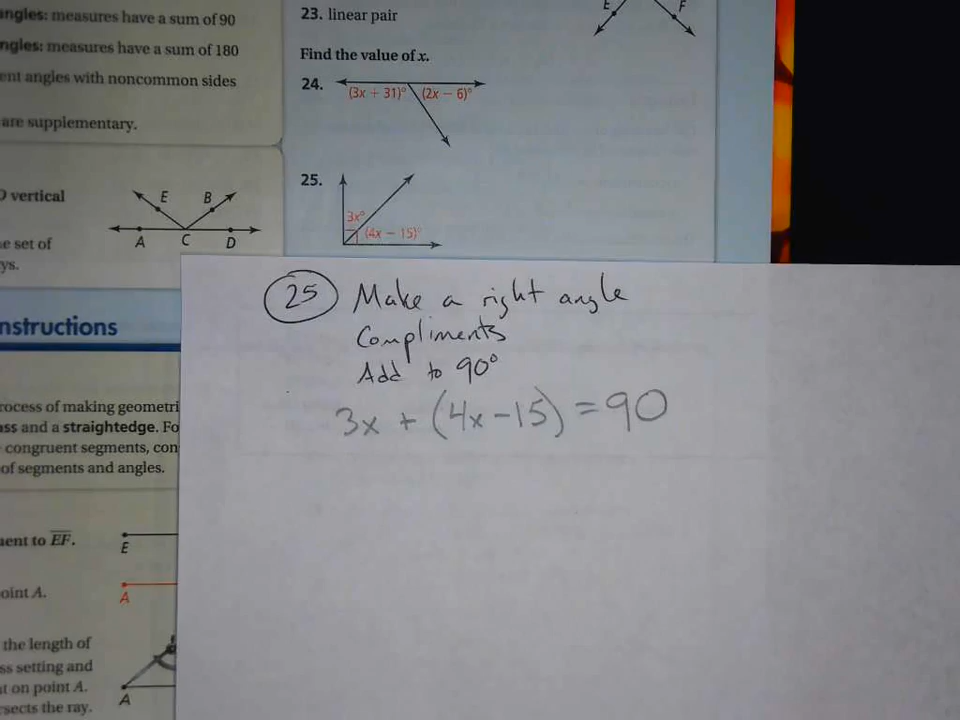 ngles: measures have a sum of 90
ngles: measures have a sum of 180
ent angles with noncommon sides
are supplementary.
23. linear pair
E F
Find the value of x.
24.
(3x + 31)° (2x − 6)°
25.
3x°
(4x − 15)°
vertical
E B
A C D
e set of
ys.
nstructions
rocess of making geometri
ss and a straightedge. Fo
congruent segments, con
of segments and angles.
ent to EF.
E
oint A.
A
the length of
ss setting and
t on point A.
rsects the ray.
A
25 Make a right angle
Compliments
Add to 90°
3x + (4x − 15) = 90